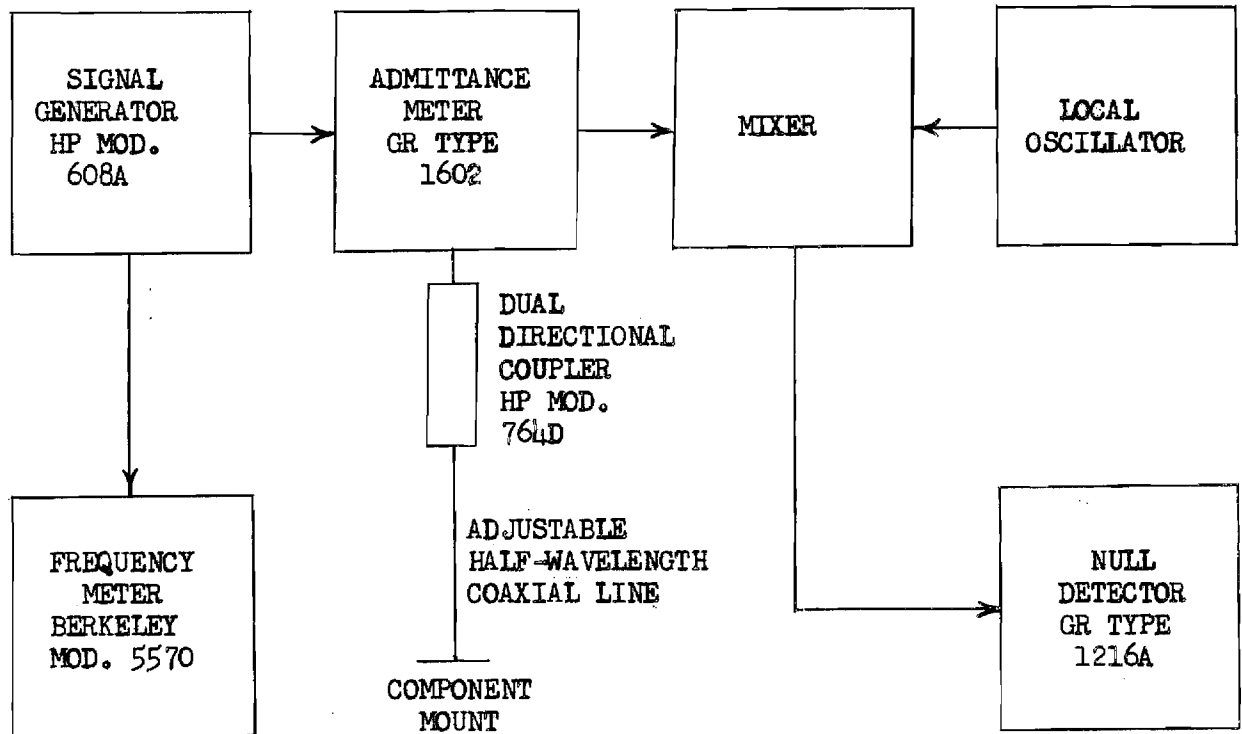 SIGNAL
GENERATOR
HP MOD.
608A
ADMITTANCE
METER
GR TYPE
1602
MIXER
LOCAL
OSCILLATOR
DUAL
DIRECTIONAL
COUPLER
HP MOD.
764D
ADJUSTABLE
HALF-WAVELENGTH
COAXIAL LINE
COMPONENT
MOUNT
FREQUENCY
METER
BERKELEY
MOD. 5570
NULL
DETECTOR
GR TYPE
1216A